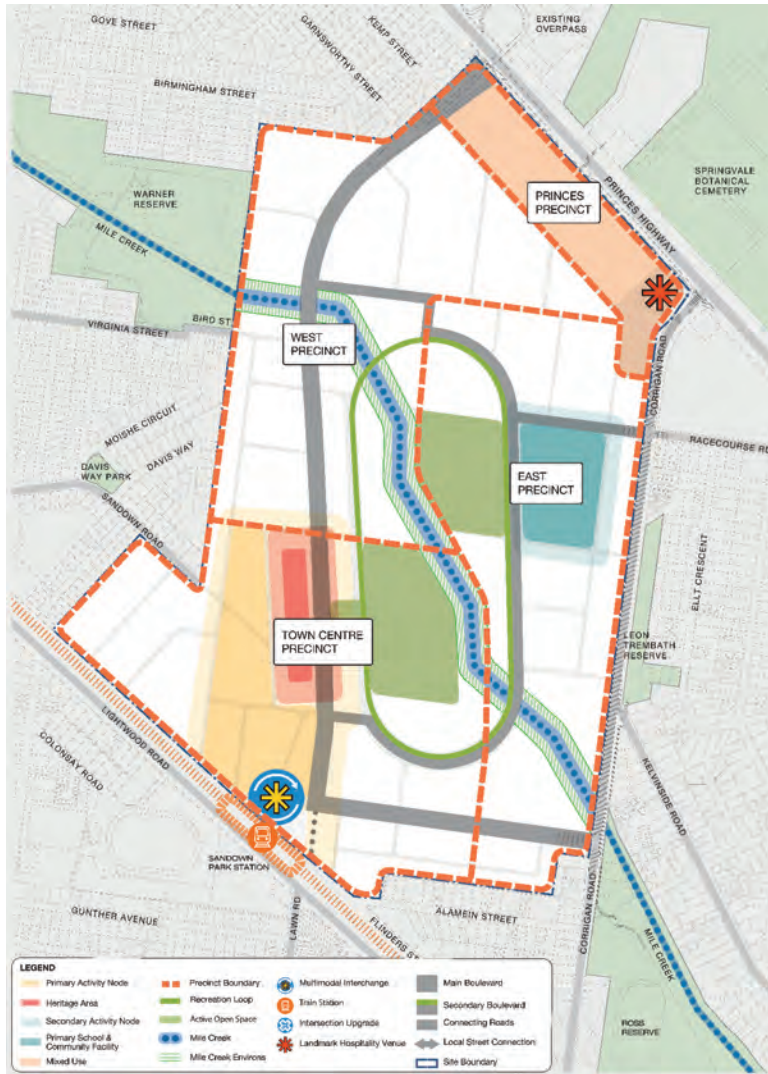 GOVE STREET
KEMP STREET
GARNSWORTHY STREET
EXISTING
OVERPASS
BIRMINGHAM STREET
WARNER
RESERVE
MILE CREEK
PRINCES
PRECINCT
PRINCES HIGHWAY
SPRINGVALE
BOTANICAL
CEMETERY
VIRGINIA STREET
BIRD ST
WEST
PRECINCT
CORRIGAN ROAD
RACECOURSE RD
MOISHE CIRCUIT
DAVIS WAY
DAVIS
WAY PARK
SANDOWN ROAD
EAST
PRECINCT
ELLT CRESCENT
TOWN CENTRE
PRECINCT
LEON
TREMBATH
RESERVE
LIGHTWOOD ROAD
COLONSAY ROAD
KELVINSIDE ROAD
SANDOWN
PARK STATION
GUNTHER AVENUE
LAWN RD
FLINDERS
ALAMEIN STREET
CORRIGAN ROAD
MILE CREEK
ROSS
RESERVE
LEGEND
Primary Activity Node
Heritage Area
Secondary Activity Node
Primary School &
Community Facility
Mixed Use
Precinct Boundary
Recreation Loop
Active Open Space
Mile Creek
Mile Creek Environs
Multimodal Interchange
Train Station
Intersection Upgrade
Landmark Hospitality Venue
Main Boulevard
Secondary Boulevard
Connecting Roads
Local Street Connection
Site Boundary